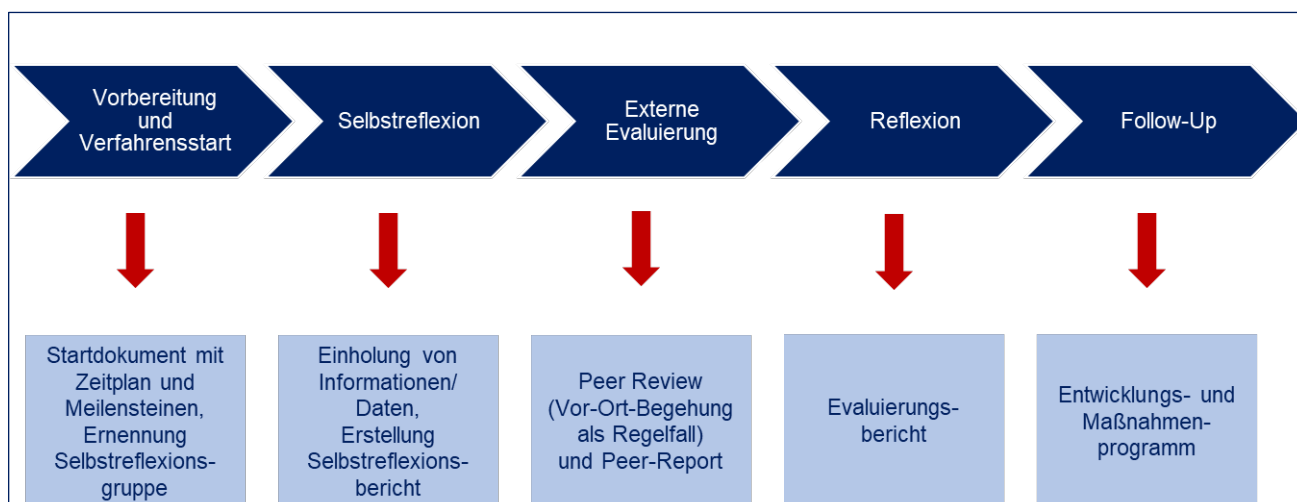 Vorbereitung
und
Verfahrensstart
Selbstreflexion
Externe
Evaluierung
Reflexion
Follow-Up
Startdokument mit
Zeitplan und
Meilensteinen,
Ernennung
Selbstreflexions-
gruppe
Einholung von
Informationen/
Daten,
Erstellung
Selbstreflexions-
bericht
Peer Review
(Vor-Ort-Begehung
als Regelfall)
und Peer-Report
Evaluierungs-
bericht
Entwicklungs- und
Maßnahmen-
programm